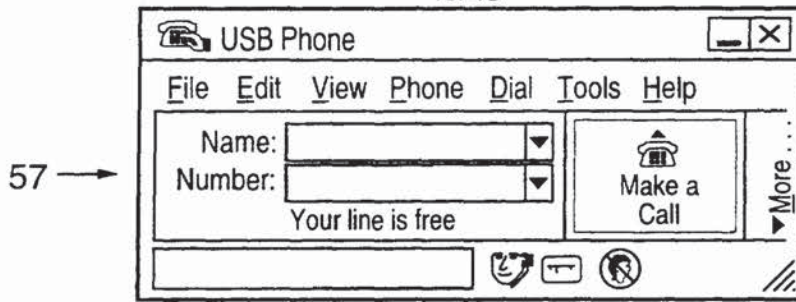 USB Phone
File Edit View Phone Dial Tools Help
Name:
Number:
Your line is free
Make a
Call
More...
57